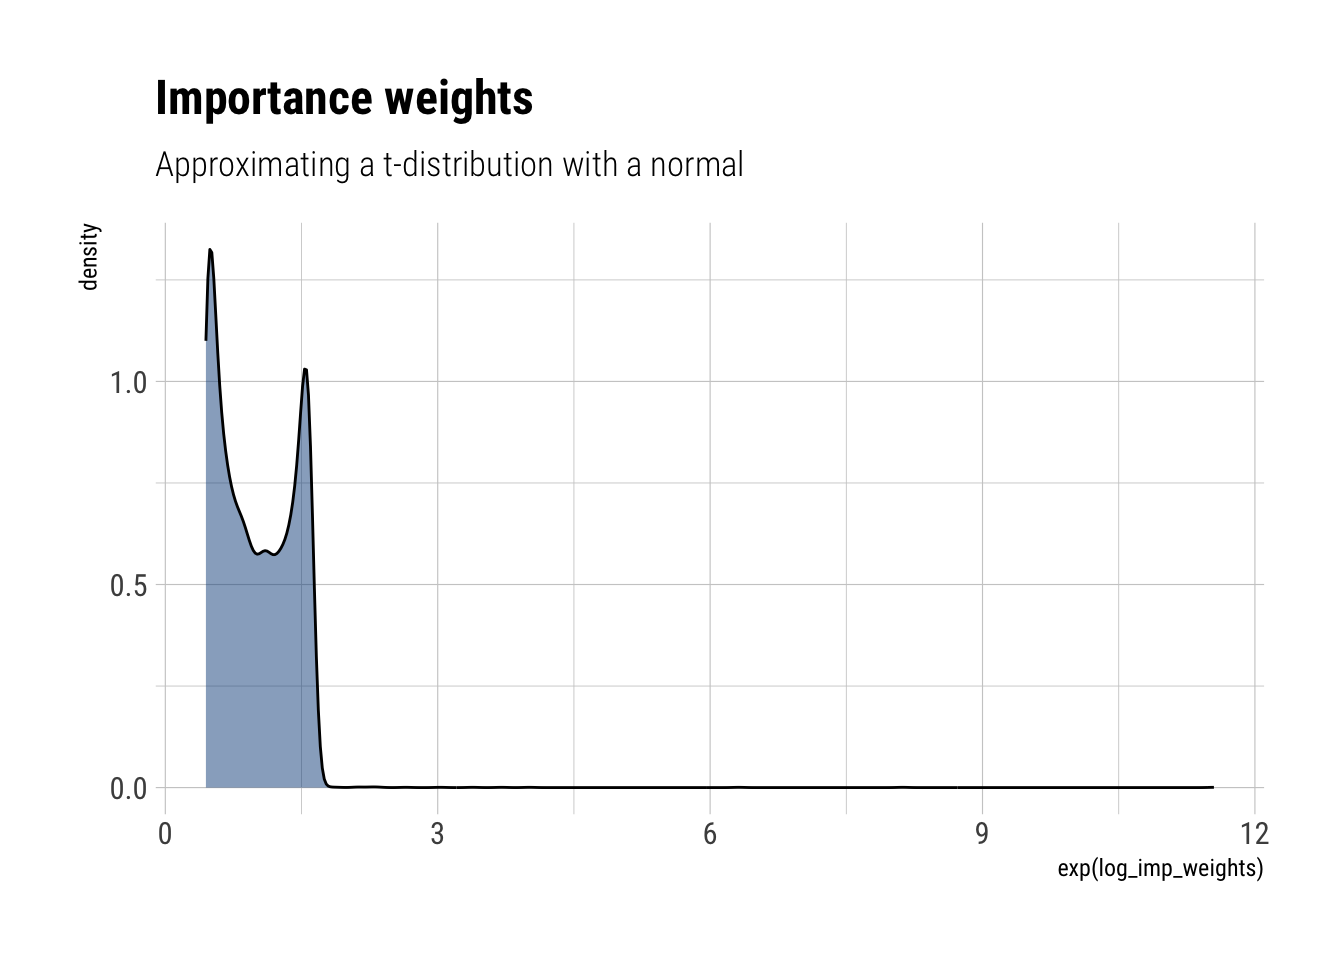 Importance weights
Approximating a t-distribution with a normal
density
1.0
0.5
0.0
0 3 6 9 12
exp(log_imp_weights)